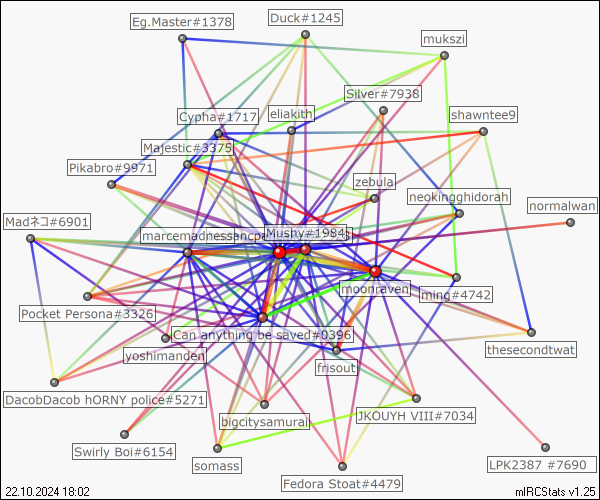 Eg.Master#1378
Duck#1245
mukszi
Silver#7938
Cypha#1717
eliakith
shawntee9
Majestic#3375
Pikabro#9971
zebula
neokingghidorah
normalwan
Madネコ#6901
marcemadnessancpa
Mushy#1984
moonraven
ming#4742
Pocket Persona#3326
Can anything be saved#0396
thesecondtwat
yoshimanden
frisout
DacobDacob hORNY police#5271
bigcitysamurai
JKOUYH VIII#7034
Swirly Boi#6154
somass
LPK2387 #7690
Fedora Stoat#4479
22.10.2024 18:02
mIRCStats v1.25